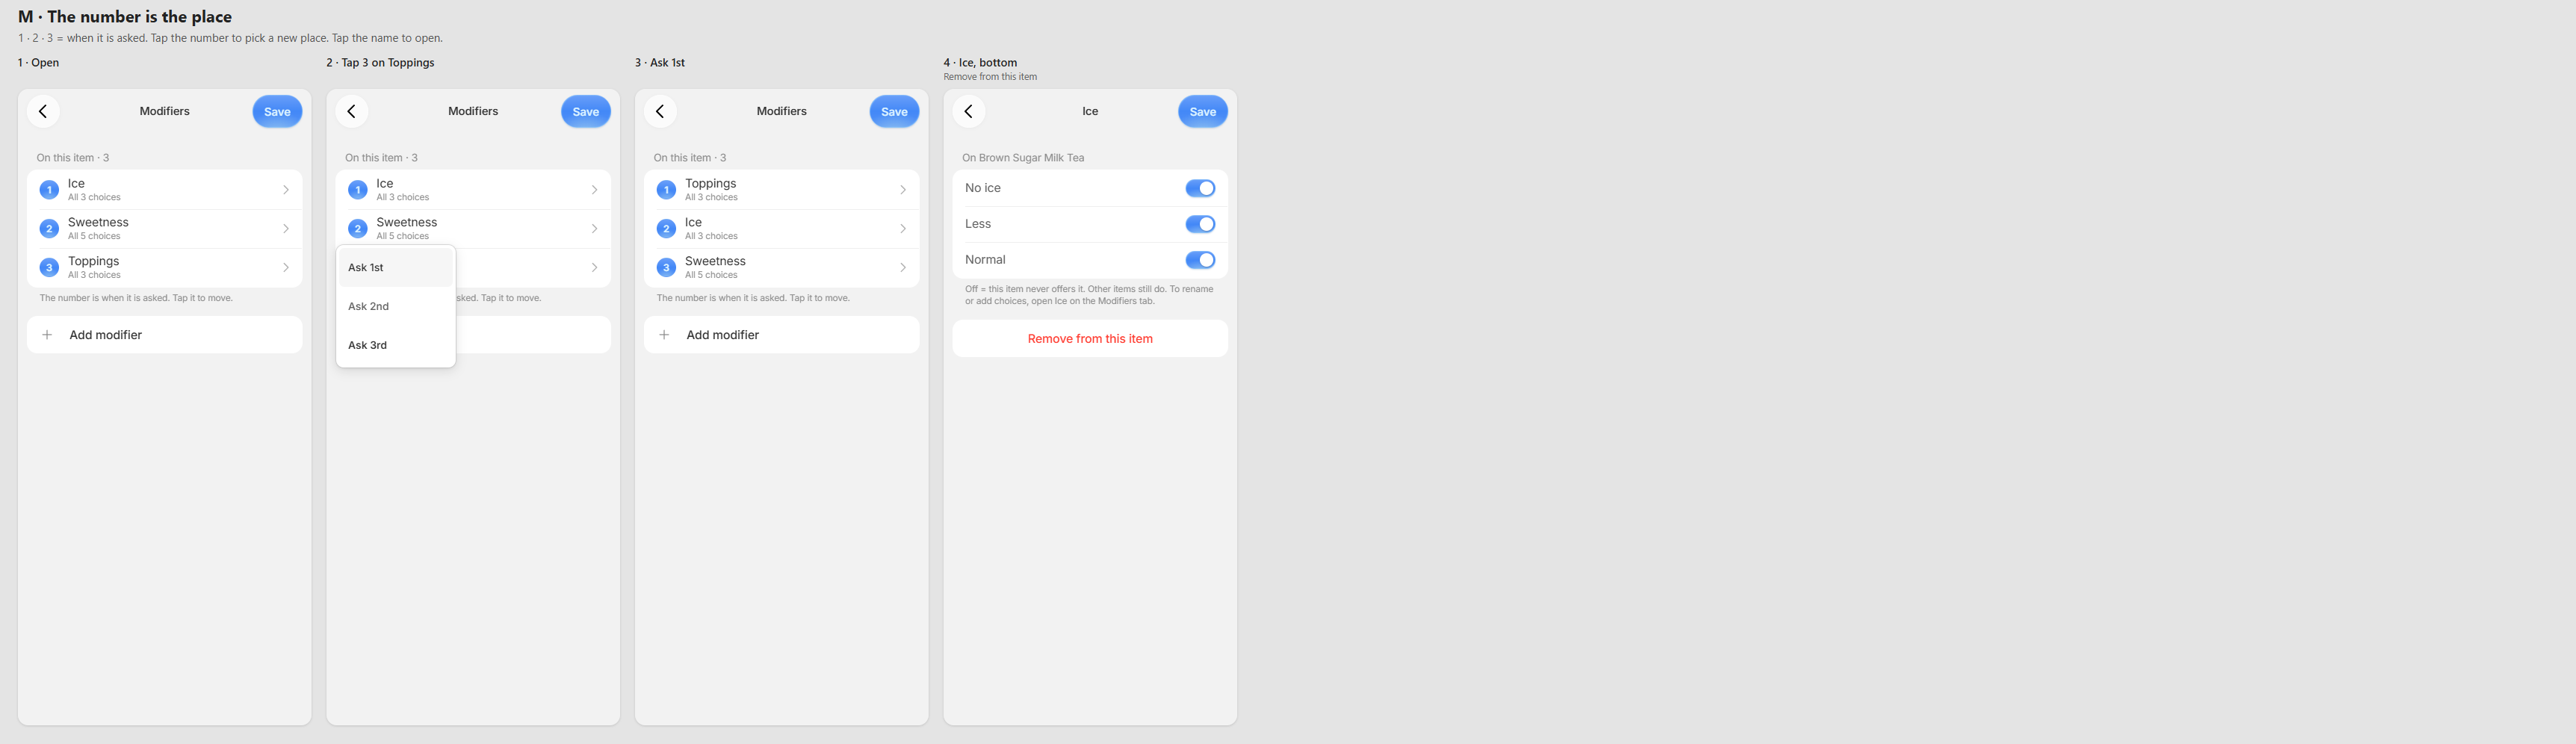 M · The number is the place
1 · 2 · 3 = when it is asked. Tap the number to pick a new place. Tap the name to open.
1 · Open
Modifiers
Save
On this item · 3
1
Ice
All 3 choices
2
Sweetness
All 5 choices
3
Toppings
All 3 choices
The number is when it is asked. Tap it to move.
Add modifier
2 · Tap 3 on Toppings
Modifiers
Save
On this item · 3
1
Ice
All 3 choices
2
Sweetness
All 5 choices
Ask 1st
Ask 2nd
sked. Tap it to move.
Ask 3rd
3 · Ask 1st
Modifiers
Save
On this item · 3
1
Toppings
All 3 choices
2
Ice
All 3 choices
3
Sweetness
All 5 choices
The number is when it is asked. Tap it to move.
Add modifier
4 · Ice, bottom
Remove from this item
Ice
Save
On Brown Sugar Milk Tea
No ice
Less
Normal
Off = this item never offers it. Other items still do. To rename
or add choices, open Ice on the Modifiers tab.
Remove from this item